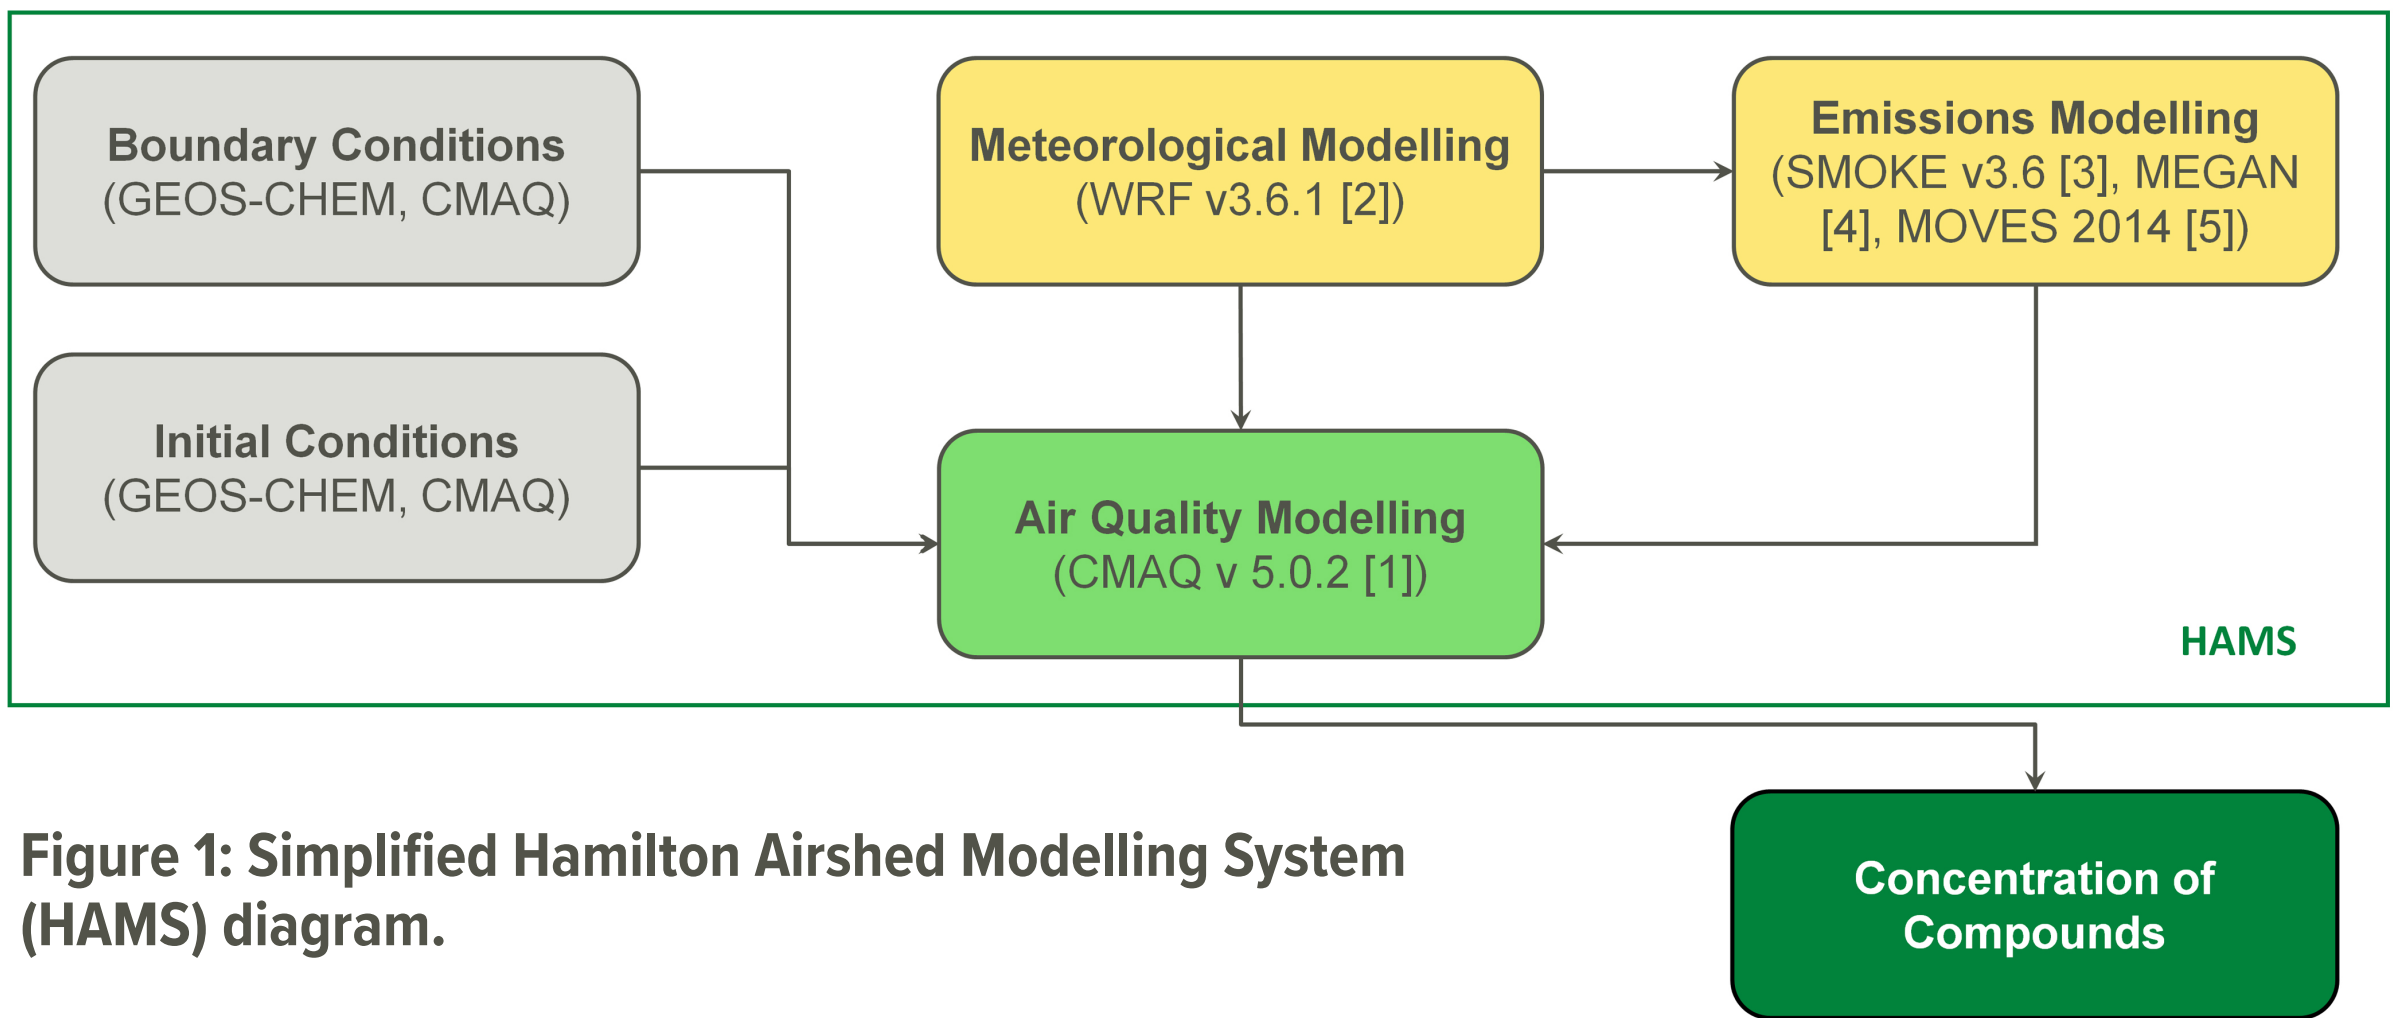 Boundary Conditions
(GEOS-CHEM, CMAQ)
Meteorological Modelling
(WRF v3.6.1 [2])
Emissions Modelling
(SMOKE v3.6 [3], MEGAN
[4], MOVES 2014 [5])
Initial Conditions
(GEOS-CHEM, CMAQ)
Air Quality Modelling
(CMAQ v 5.0.2 [1])
HAMS
Concentration of
Compounds
Figure 1: Simplified Hamilton Airshed Modelling System
(HAMS) diagram.